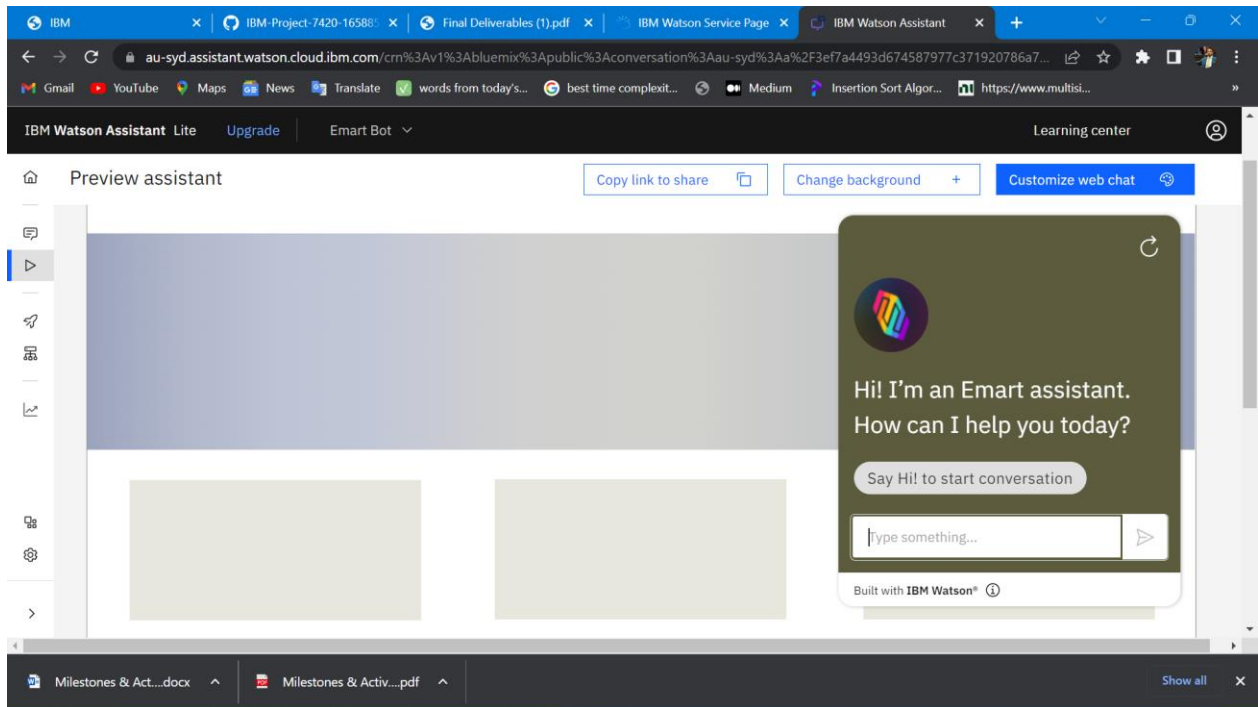 IBM
IBM-Project-7420-16588
Final Deliverables (1).pdf
IBM Watson Service Page
IBM Watson Assistant
au-syd.assistant.watson.cloud.ibm.com/crn%3Av1%3Abluemix%3Apublic%3Aconversation%3Aau-syd%3Aa%2F3ef7a4493d674587977c371920786a7...
Gmail
YouTube
Maps
News
Translate
words from today's...
best time complexit...
Medium
Insertion Sort Algor...
https://www.multisi...
»
IBM Watson Assistant Lite
Upgrade
Emart Bot
Learning center
Preview assistant
Copy link to share
Change background +
Customize web chat
Hi! I'm an Emart assistant.
How can I help you today?
Say Hi! to start conversation
Type something...
Built with IBM Watson®
Milestones & Act....docx
Milestones & Activ....pdf
Show all